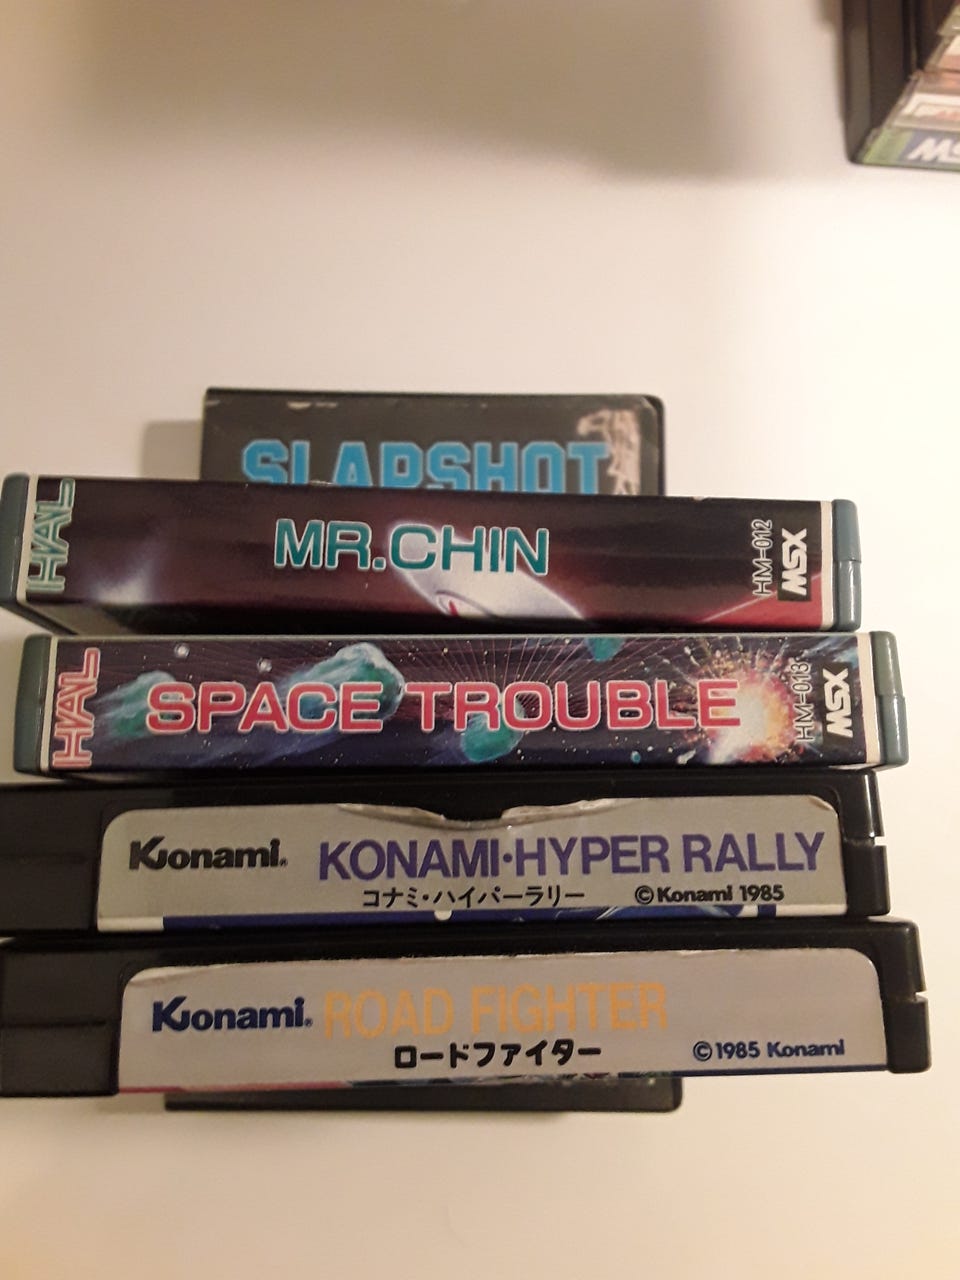 SLAPSHOT
HAL
MR.CHIN
HM-012
MSX
HAL
SPACE TROUBLE
HM-013
MSX
Konami.
KONAMI・HYPER RALLY
コナミ・ハイパーラリー
©Konami 1985
Konami.
ROAD FIGHTER
ロードファイター
©1985 Konami